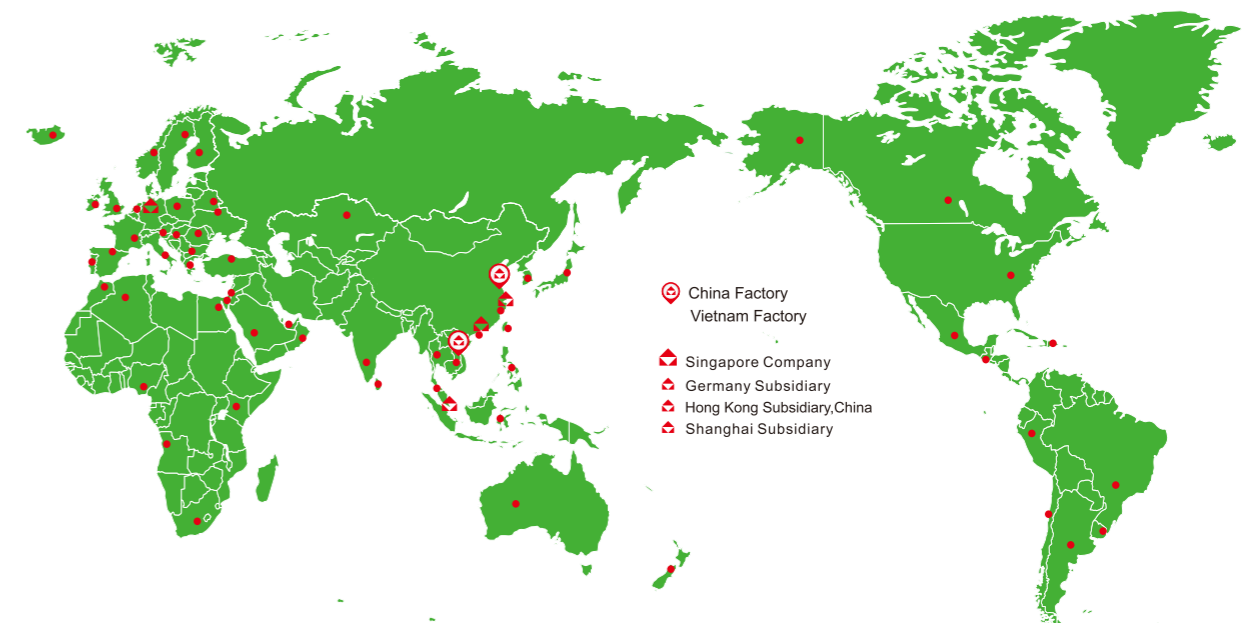 China Factory
Vietnam Factory
Singapore Company
Germany Subsidiary
Hong Kong Subsidiary,China
Shanghai Subsidiary